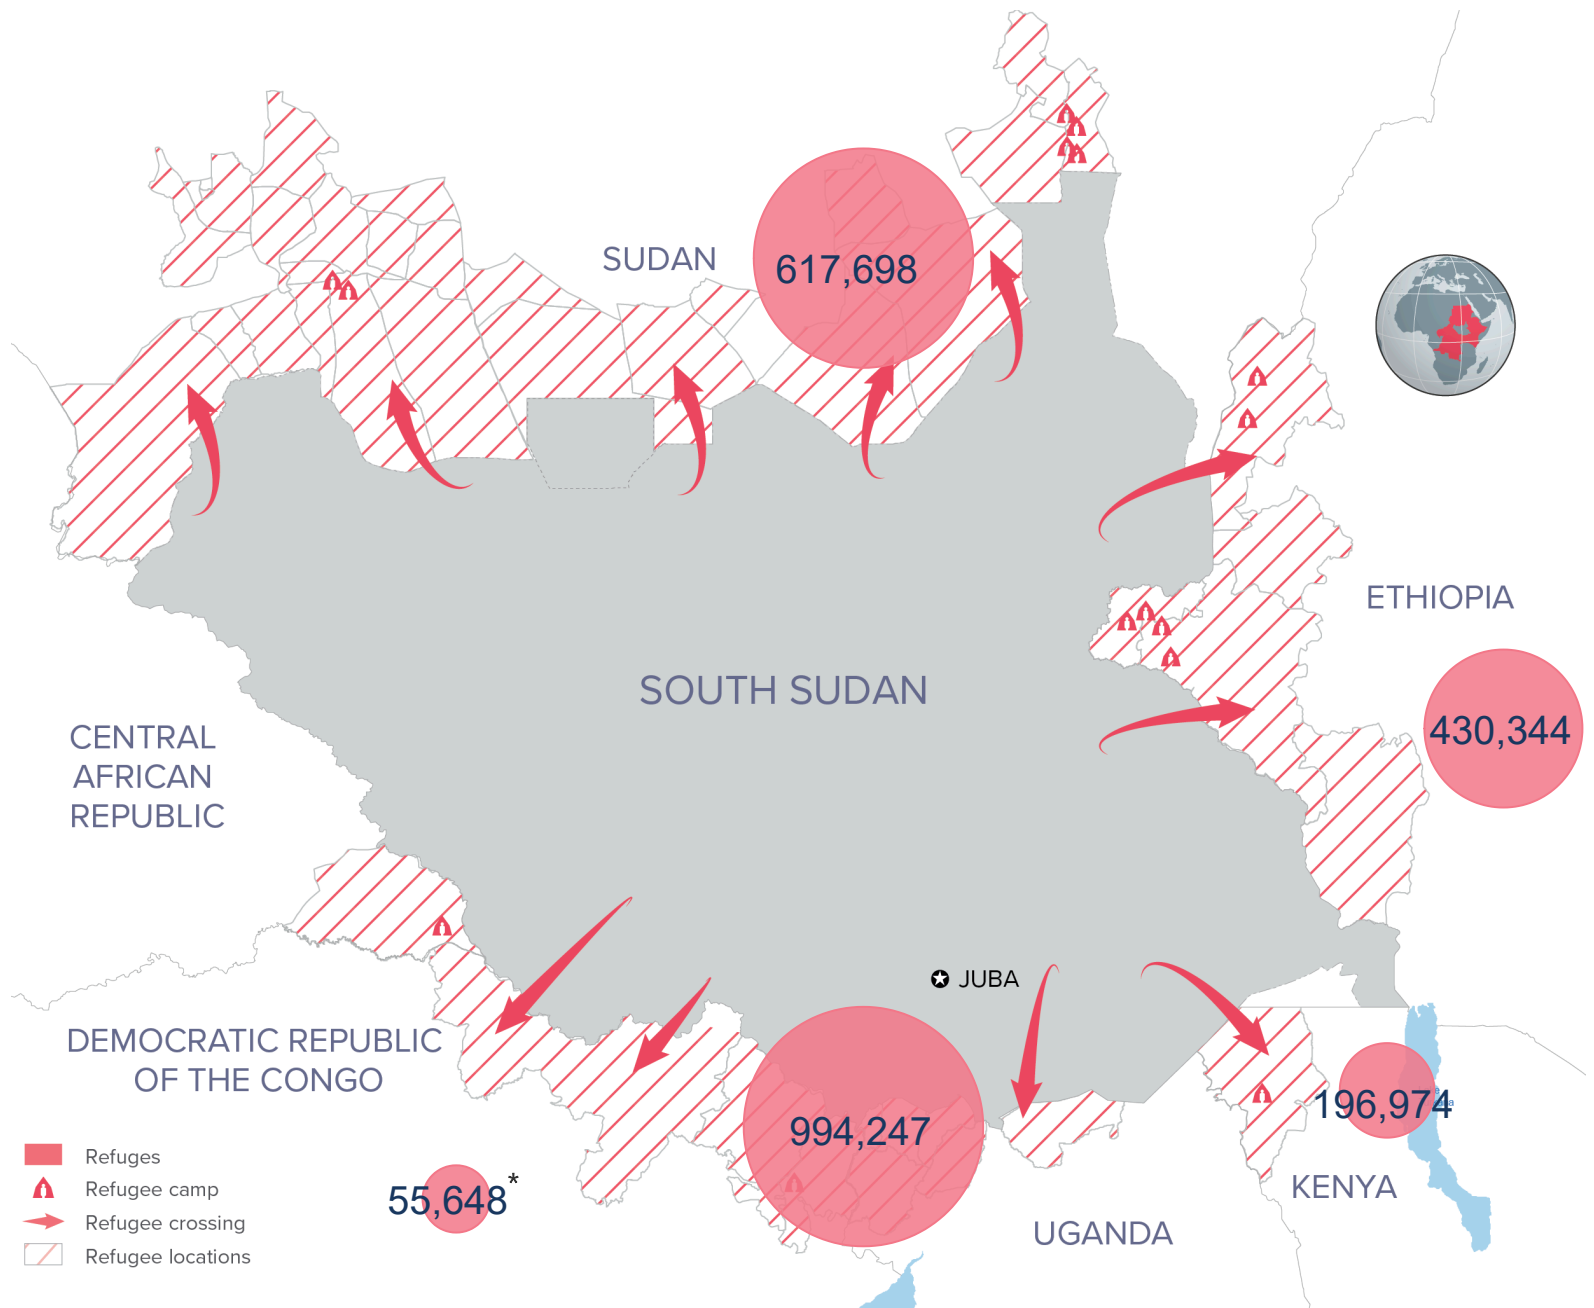 SUDAN
617,698
ETHIOPIA
SOUTH SUDAN
430,344
CENTRAL
AFRICAN
REPUBLIC
JUBA
DEMOCRATIC REPUBLIC
OF THE CONGO
994,247
196,974
55,648*
KENYA
UGANDA
Refuges
Refugee camp
Refugee crossing
Refugee locations